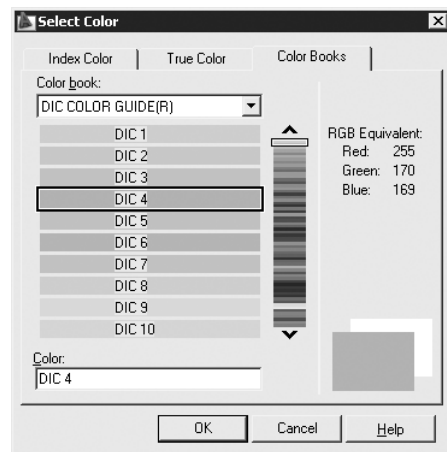 Select Color
Index Color
True Color
Color Books
Color book:
DIC COLOR GUIDE(R)
DIC 1
DIC 2
DIC 3
DIC 4
DIC 5
DIC 6
DIC 7
DIC 8
DIC 9
DIC 10
RGB Equivalent:
Red: 255
Green: 170
Blue: 169
Color:
DIC 4
OK
Cancel
Help